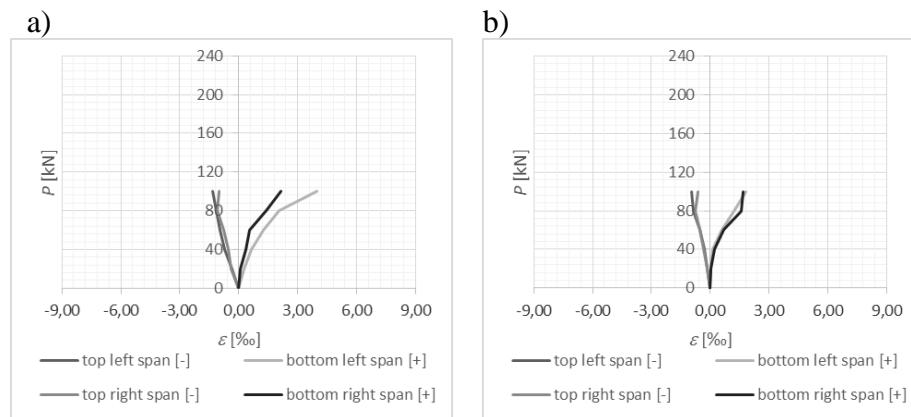 a)
240
200
160
120
80
40
0
P [kN]
-9,00 -6,00 -3,00 0,00 3,00 6,00 9,00
ε [‰]
top left span [-] bottom left span [+]
top right span [-] bottom right span [+]
b)
240
200
160
120
80
40
0
P [kN]
-9,00 -6,00 -3,00 0,00 3,00 6,00 9,00
ε [‰]
top left span [-] bottom left span [+]
top right span [-] bottom right span [+]